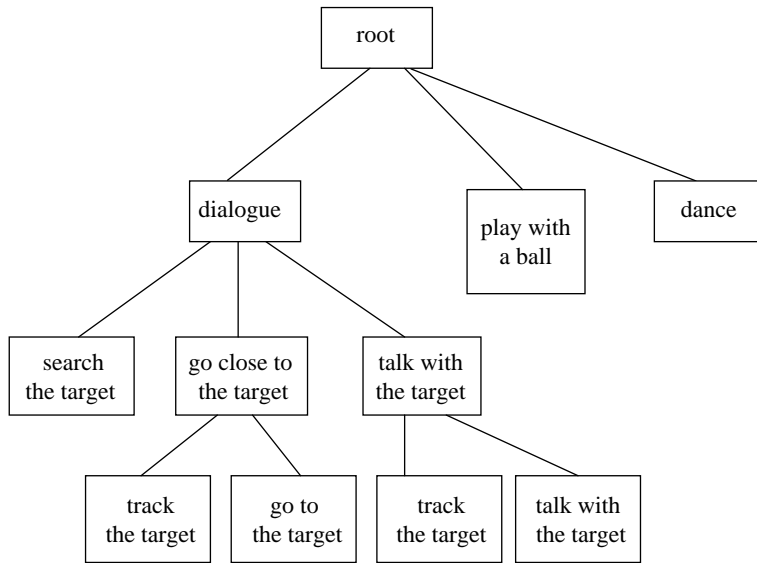 root
dialogue
play with
a ball
dance
search
the target
go close to
the target
talk with
the target
track
the target
go to
the target
track
the target
talk with
the target